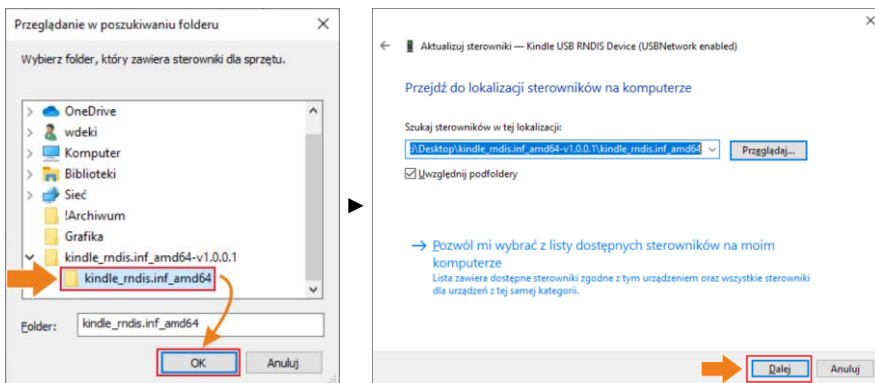 Przeglądanie w poszukiwaniu folderu
Wybierz folder, który zawiera sterowniki dla sprzętu.
OneDrive
wdeki
Komputer
Biblioteki
Sieć
!Archiwum
Grafika
kindle_rndis.inf_amd64-v1.0.0.1
kindle_rndis.inf_amd64
Folder:
kindle_rndis.inf_amd64
OK
Anuluj
Aktualizuj sterowniki — Kindle USB RNDIS Device (USBNetwork enabled)
Przejdź do lokalizacji sterowników na komputerze
Szukaj sterowników w tej lokalizacji:
\Desktop\kindle_rndis.inf_amd64-v1.0.0.1\kindle_rndis.inf_amd64
Przeglądaj...
Uwzględnij podfoldery
Pozwól mi wybrać z listy dostępnych sterowników na moim
komputerze
Lista zawiera dostępne sterowniki zgodne z tym urządzeniem oraz wszystkie sterowniki
dla urządzeń z tej samej kategorii.
Dalej
Anuluj